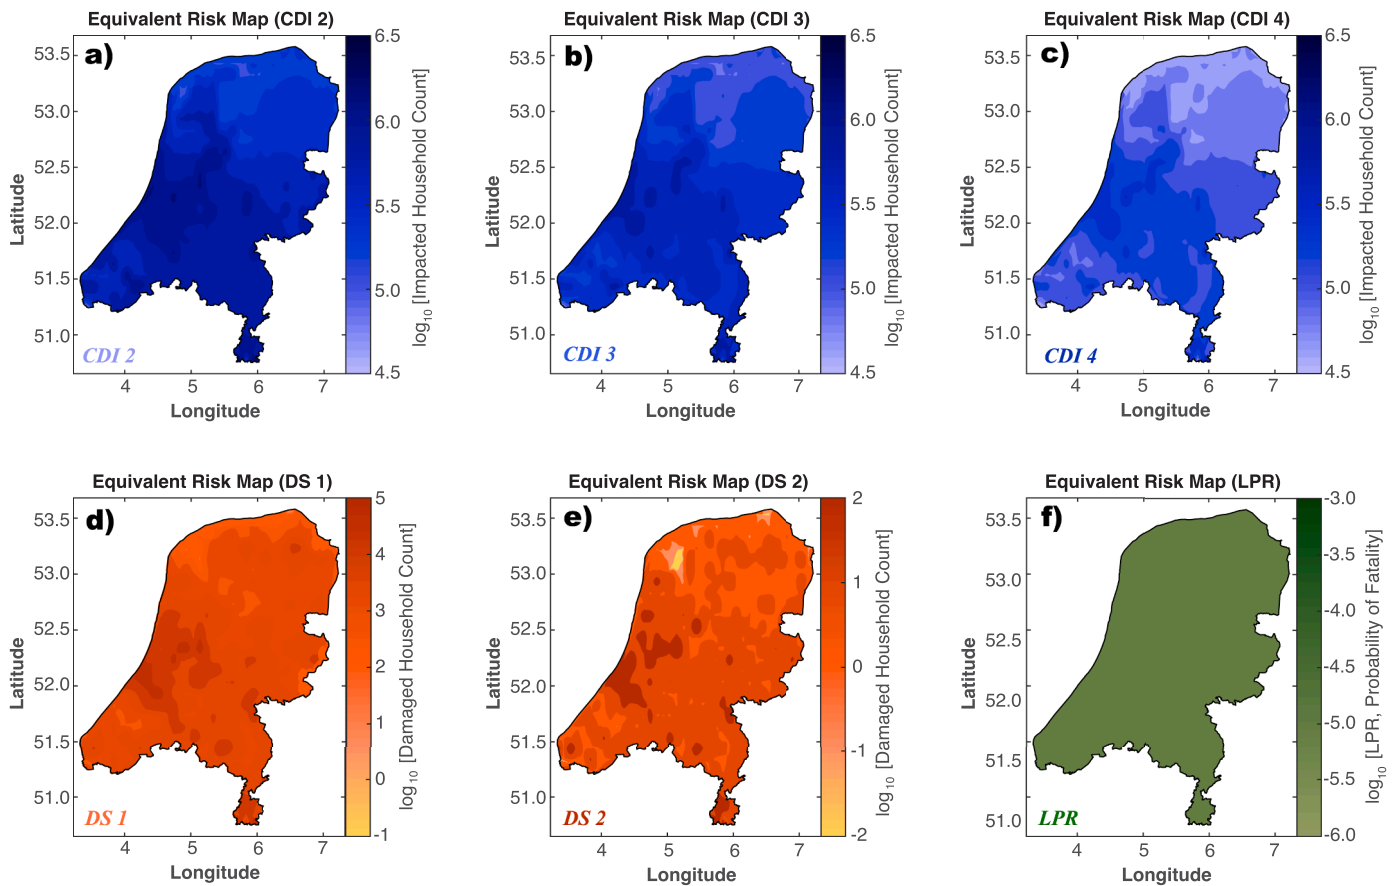 Equivalent Risk Map (CDI 2)
a)
53.5
53.0
52.5
52.0
51.5
51.0
Latitude
CDI 2
4
5
6
7
Longitude
6.5
6.0
5.5
5.0
4.5
log10 [Impacted Household Count]
Equivalent Risk Map (CDI 3)
b)
53.5
53.0
52.5
52.0
51.5
51.0
Latitude
CDI 3
4
5
6
7
Longitude
6.5
6.0
5.5
5.0
4.5
log10 [Impacted Household Count]
Equivalent Risk Map (CDI 4)
c)
53.5
53.0
52.5
52.0
51.5
51.0
Latitude
CDI 4
4
5
6
7
Longitude
6.5
6.0
5.5
5.0
4.5
log10 [Impacted Household Count]
Equivalent Risk Map (DS 1)
d)
53.5
53.0
52.5
52.0
51.5
51.0
Latitude
DS 1
4
5
6
7
Longitude
5
4
3
2
1
0
-1
log10 [Damaged Household Count]
Equivalent Risk Map (DS 2)
e)
53.5
53.0
52.5
52.0
51.5
51.0
Latitude
DS 2
4
5
6
7
Longitude
2
1
0
-1
-2
log10 [Damaged Household Count]
Equivalent Risk Map (LPR)
f)
53.5
53.0
52.5
52.0
51.5
51.0
Latitude
LPR
4
5
6
7
Longitude
-3.0
-3.5
-4.0
-4.5
-5.0
-5.5
-6.0
log10 [LPR, Probability of Fatality]